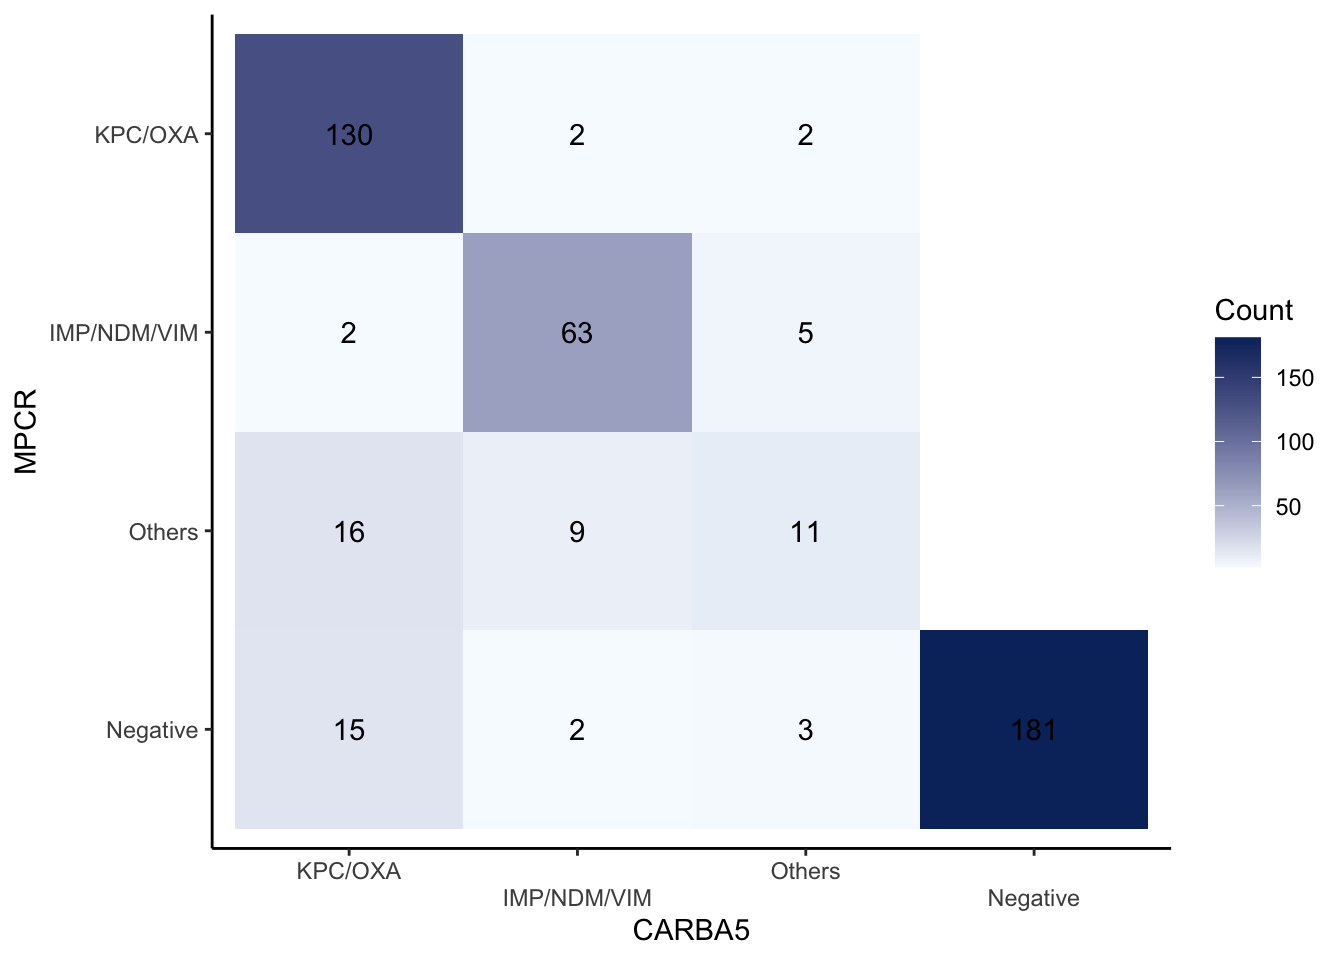 KPC/OXA
130
2
2
IMP/NDM/VIM
2
63
5
Others
16
9
11
Negative
15
2
3
181
KPC/OXA
IMP/NDM/VIM
Others
Negative
CARBA5
MPCR
Count
150
100
50